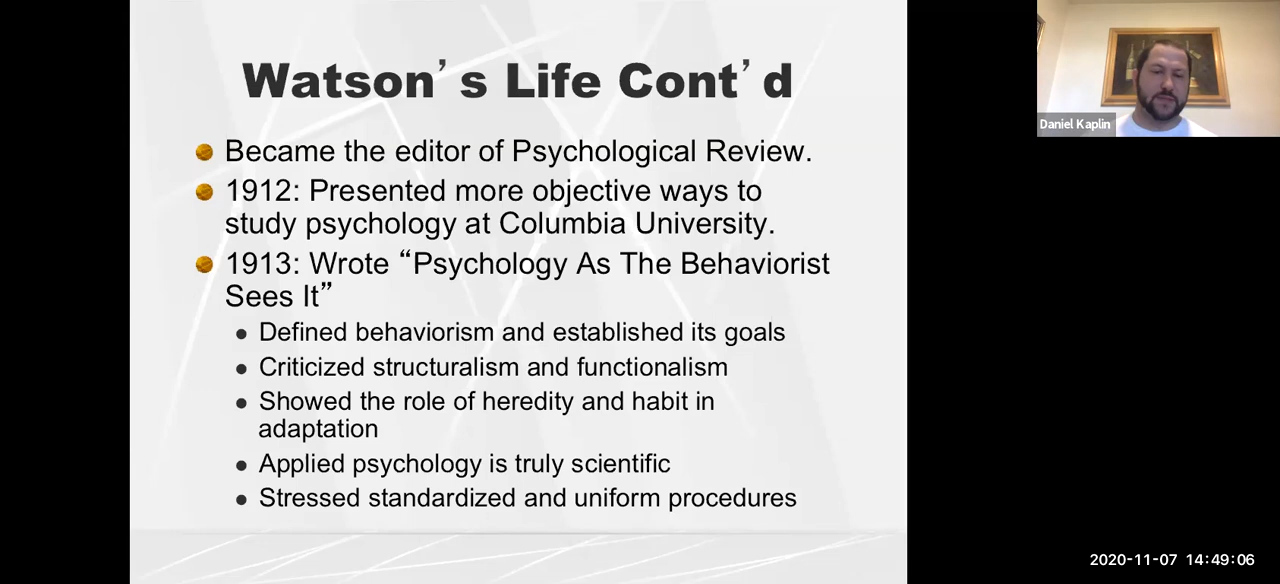 Watson’s Life Cont’d
Became the editor of Psychological Review.
1912: Presented more objective ways to
study psychology at Columbia University.
1913: Wrote “Psychology As The Behaviorist
Sees It”
Defined behaviorism and established its goals
Criticized structuralism and functionalism
Showed the role of heredity and habit in
adaptation
Applied psychology is truly scientific
Stressed standardized and uniform procedures
Daniel Kaplin
2020-11-07 14:49:06